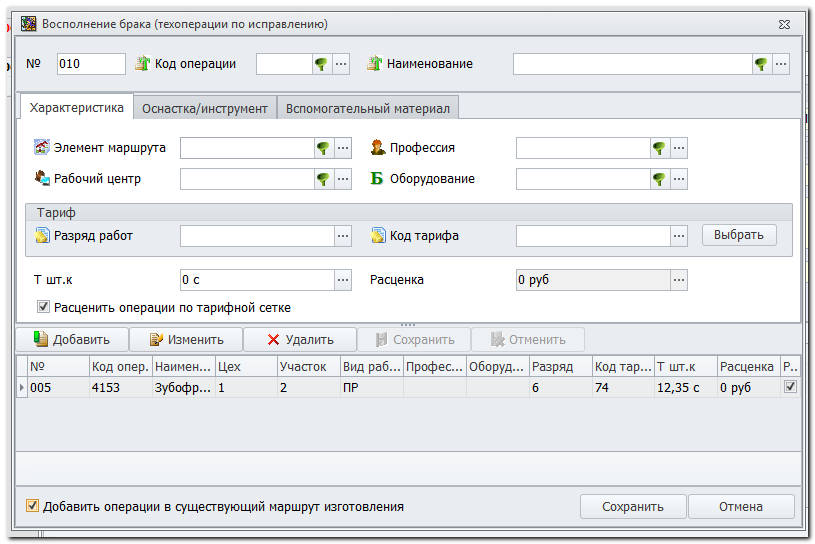 Восполнение брака (техоперации по исправлению)
№ 010 Код операции ... Наименование ...
Характеристика Оснастка/инструмент Вспомогательный материал
Элемент маршрута ... Профессия ...
Рабочий центр ... Б Оборудование ...
Тариф
Разряд работ ... Код тарифа ... Выбрать
Т шт.к 0 с ... Расценка 0 руб ...
Расценить операции по тарифной сетке
Добавить Изменить Удалить Сохранить Отменить
№ Код опер. Наимен... Цех Участок Вид раб... Професс... Оборуд... Разряд Код тар... Т шт.к Расценка Р...
005 4153 Зубофр... 1 2 ПР 6 74 12,35 с 0 руб
Добавить операции в существующий маршрут изготовления Сохранить Отмена